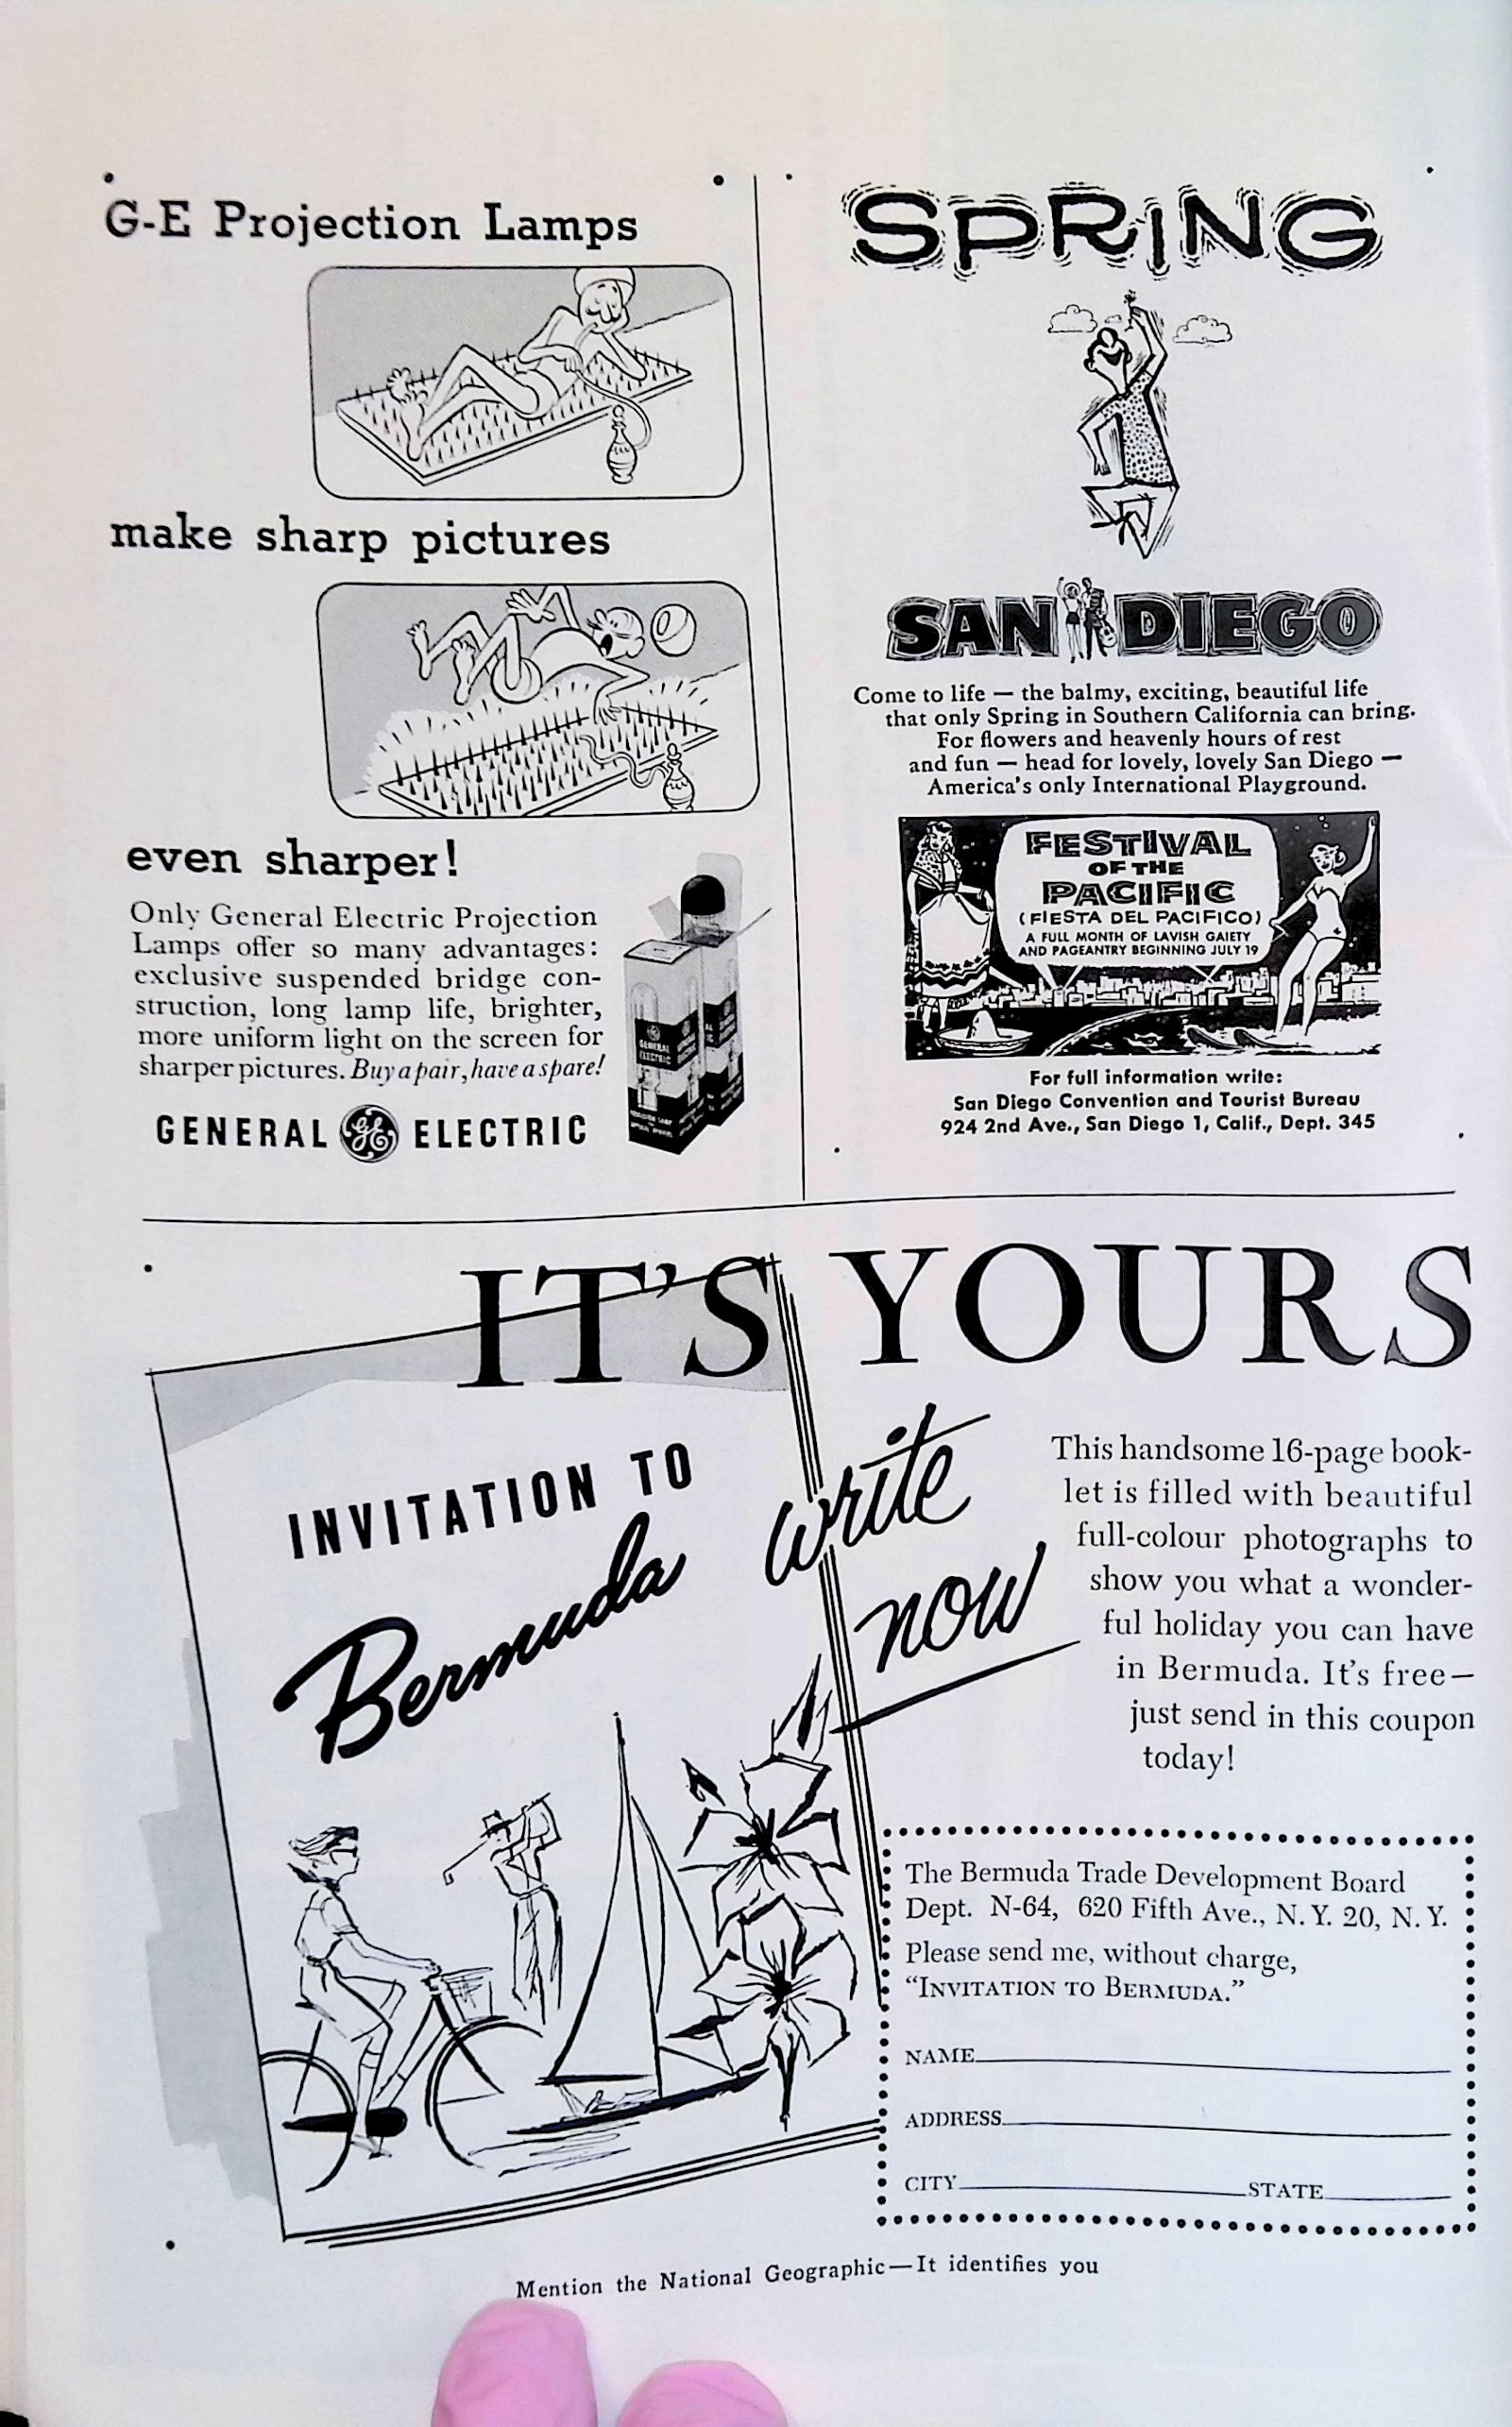 G-E Projection Lamps
make sharp pictures
even sharper!
Only General Electric Projection
Lamps offer so many advantages:
exclusive suspended bridge con-
struction, long lamp life, brighter,
more uniform light on the screen for
sharper pictures. Buy a pair, have a spare!
GENERAL GE ELECTRIC
GENERAL
ELECTRIC
SPRiNG
SAN DIEGO
Come to life — the balmy, exciting, beautiful life
that only Spring in Southern California can bring.
For flowers and heavenly hours of rest
and fun — head for lovely, lovely San Diego —
America's only International Playground.
FESTIVAL
OF THE
PACIFIC
(FIESTA DEL PACIFICO)
A FULL MONTH OF LAVISH GAIETY
AND PAGEANTRY BEGINNING JULY 19
For full information write:
San Diego Convention and Tourist Bureau
924 2nd Ave., San Diego 1, Calif., Dept. 345
IT'S YOURS
INVITATION TO
Bermuda
write
now
This handsome 16-page book-
let is filled with beautiful
full-colour photographs to
show you what a wonder-
ful holiday you can have
in Bermuda. It's free—
just send in this coupon
today!
The Bermuda Trade Development Board
Dept. N-64, 620 Fifth Ave., N. Y. 20, N. Y.
Please send me, without charge,
"INVITATION TO BERMUDA."
NAME
ADDRESS
CITY STATE
Mention the National Geographic—It identifies you